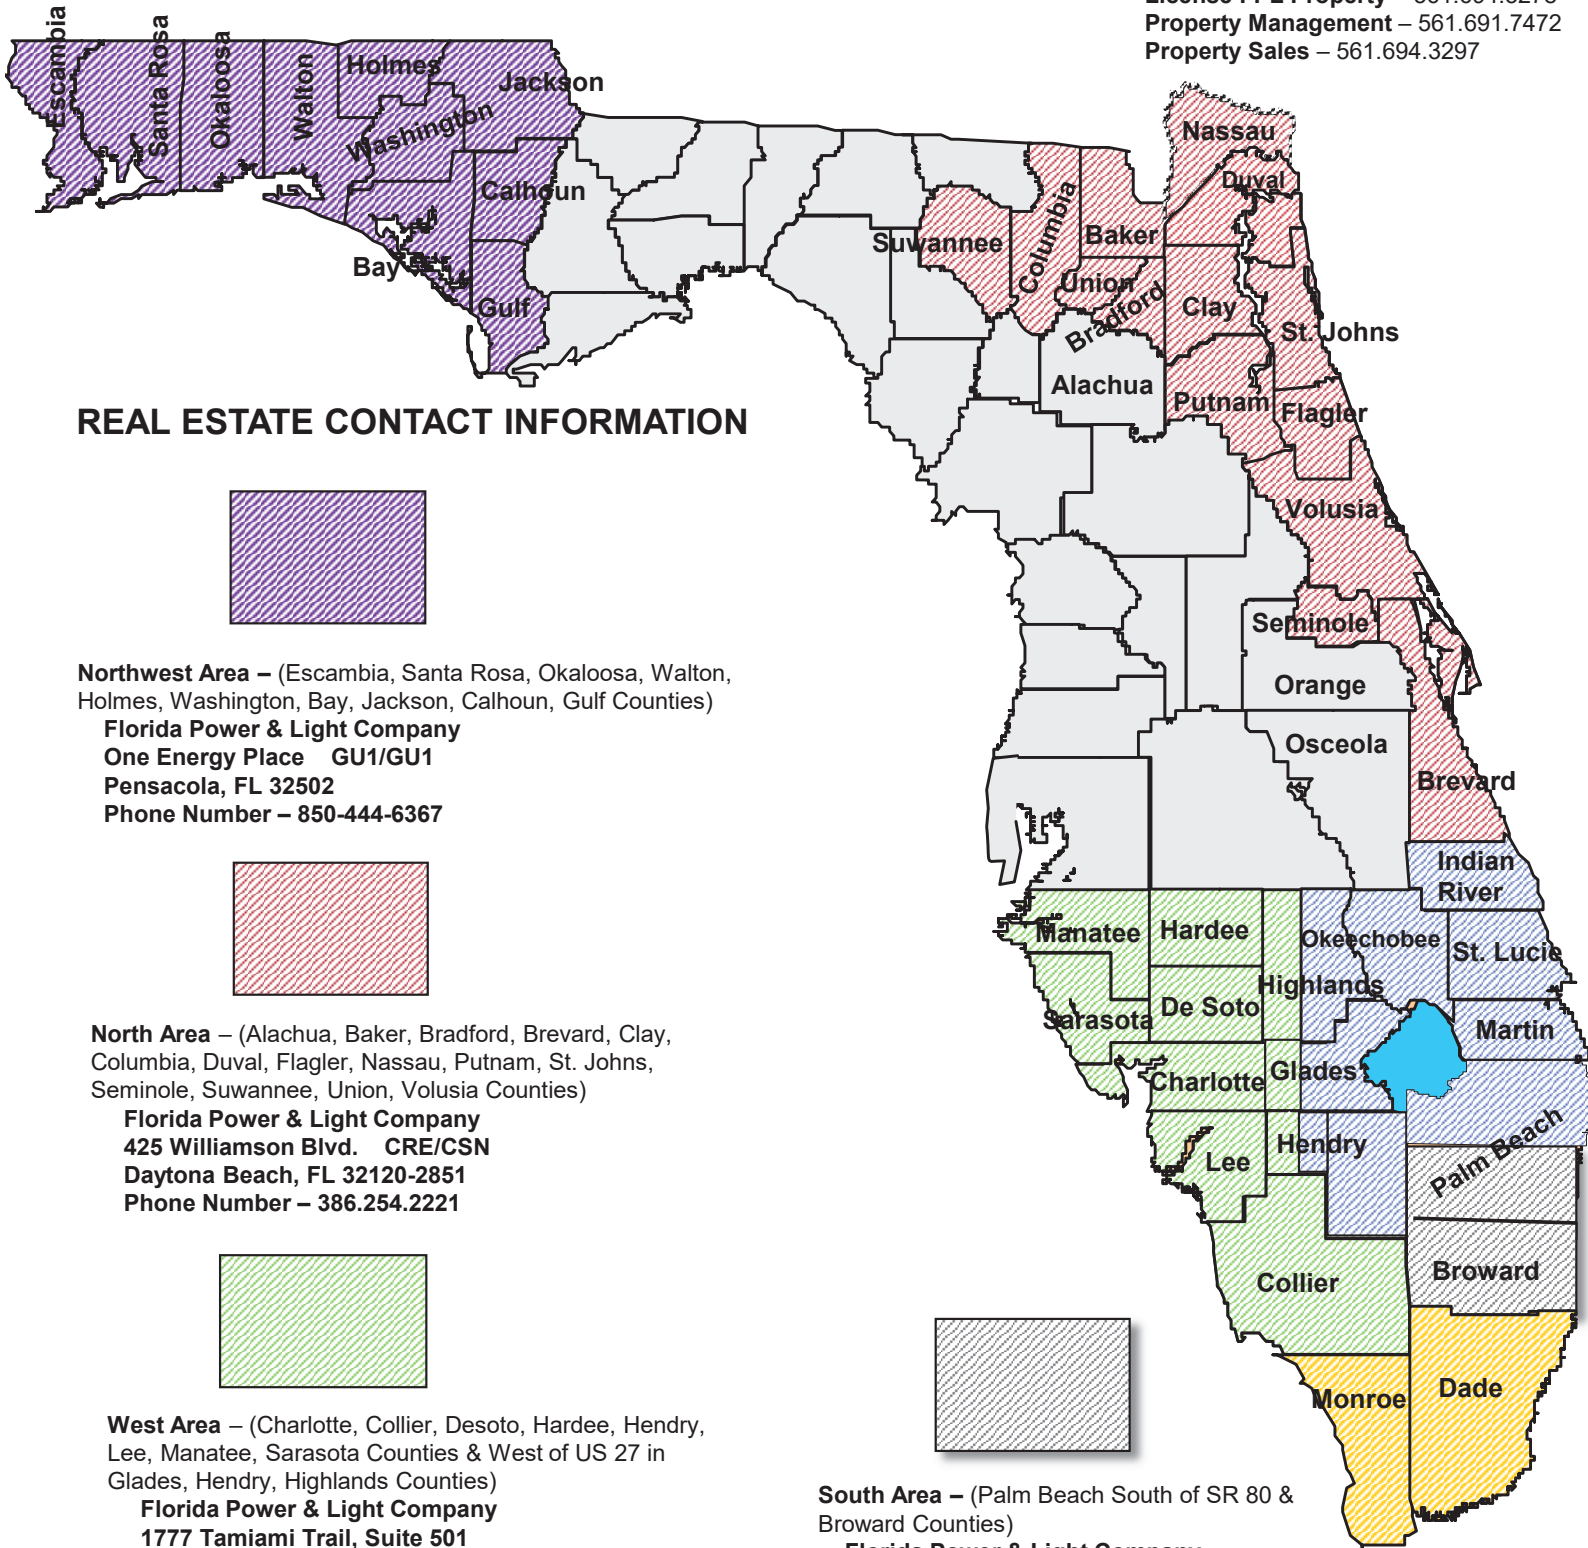 Property Management – 561.691.7472
Property Sales – 561.694.3297
Escambia
Santa Rosa
Okaloosa
Walton
Holmes
Jackson
Washington
Calhoun
Bay
Gulf
Nassau
Duval
Suwannee
Columbia
Baker
Union
Bradford
Clay
St. Johns
Alachua
Putnam
Flagler
Volusia
Seminole
Orange
Osceola
Brevard
Indian
River
Manatee
Hardee
Okeechobee
St. Lucie
Highlands
Sarasota
De Soto
Martin
Charlotte
Glades
Lee
Hendry
Palm Beach
Collier
Broward
Monroe
Dade
REAL ESTATE CONTACT INFORMATION
Northwest Area – (Escambia, Santa Rosa, Okaloosa, Walton,
Holmes, Washington, Bay, Jackson, Calhoun, Gulf Counties)
Florida Power & Light Company
One Energy Place GU1/GU1
Pensacola, FL 32502
Phone Number – 850-444-6367
North Area – (Alachua, Baker, Bradford, Brevard, Clay,
Columbia, Duval, Flagler, Nassau, Putnam, St. Johns,
Seminole, Suwannee, Union, Volusia Counties)
Florida Power & Light Company
425 Williamson Blvd. CRE/CSN
Daytona Beach, FL 32120-2851
Phone Number – 386.254.2221
West Area – (Charlotte, Collier, Desoto, Hardee, Hendry,
Lee, Manatee, Sarasota Counties & West of US 27 in
Glades, Hendry, Highlands Counties)
Florida Power & Light Company
1777 Tamiami Trail, Suite 501
South Area – (Palm Beach South of SR 80 &
Broward Counties)
Florida Power & Light Company